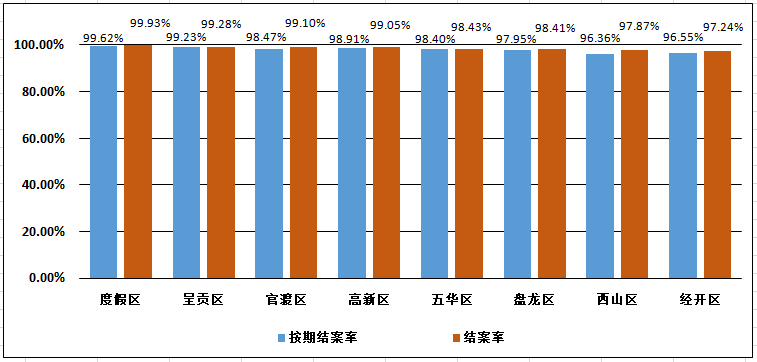 99.62% 99.93% 99.23% 99.28% 98.47% 99.10% 98.91% 99.05% 98.40% 98.43% 97.95% 98.41% 96.36% 97.87% 96.55% 97.24%
100.00%
80.00%
60.00%
40.00%
20.00%
0.00%
度假区 呈贡区 官渡区 高新区 五华区 盘龙区 西山区 经开区
按期结案率 结案率